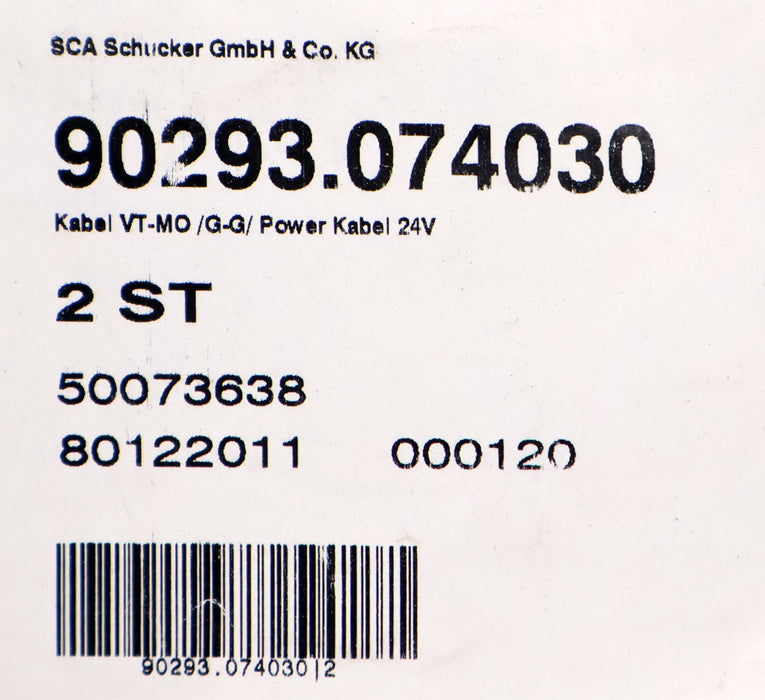 SCA Schucker GmbH & Co. KG
90293.074030
Kabel VT-MO /G-G/ Power Kabel 24V
2 ST
50073638
80122011 000120
90293.074030|2